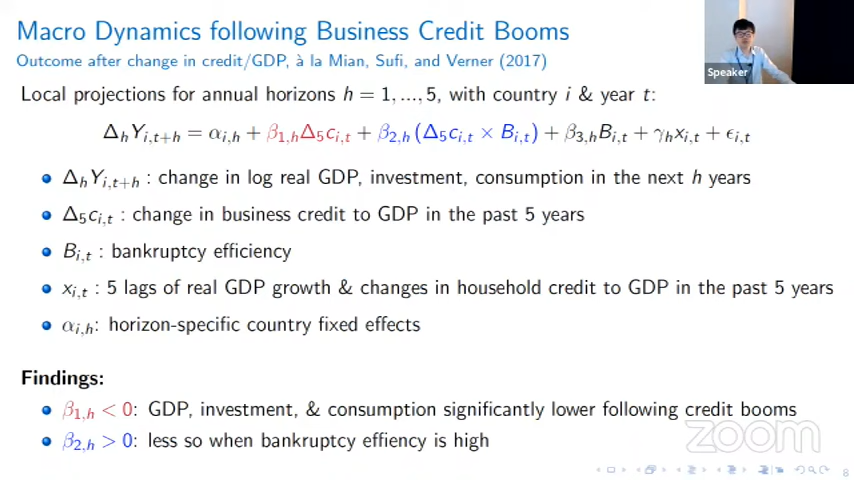 Macro Dynamics following Business Credit Booms
Outcome after change in credit/GDP, à la Mian, Sufi, and Verner (2017)
Speaker
Local projections for annual horizons h = 1, ..., 5, with country i & year t:
Δ_h Y_{i,t+h} = α_{i,h} + β_{1,h}Δ_5c_{i,t} + β_{2,h}(Δ_5c_{i,t} × B_{i,t}) + β_{3,h}B_{i,t} + γ_h x_{i,t} + ϵ_{i,t}
Δ_h Y_{i,t+h} : change in log real GDP, investment, consumption in the next h years
Δ_5c_{i,t} : change in business credit to GDP in the past 5 years
B_{i,t} : bankruptcy efficiency
x_{i,t} : 5 lags of real GDP growth & changes in household credit to GDP in the past 5 years
α_{i,h}: horizon-specific country fixed effects
Findings:
β_{1,h} < 0: GDP, investment, & consumption significantly lower following credit booms
β_{2,h} > 0: less so when bankruptcy effiency is high
zoom
8